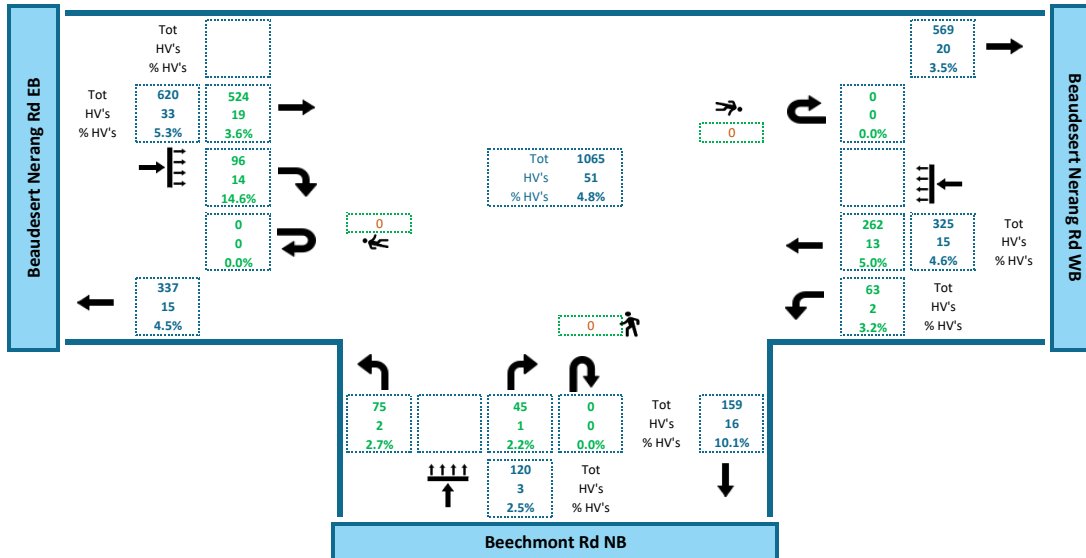 Beaudesert Nerang Rd EB
Tot
HV's
% HV's
Tot 620 524
HV's 33 19
% HV's 5.3% 3.6%
96
14
14.6%
0
0
0.0%
337
15
4.5%
0
Tot 1065
HV's 51
% HV's 4.8%
0
0
569
20
3.5%
0
0
0.0%
262 325 Tot
13 15 HV's
5.0% 4.6% % HV's
63 Tot
2 HV's
3.2% % HV's
Beaudesert Nerang Rd WB
75 45 0 Tot 159
2 1 0 HV's 16
2.7% 2.2% 0.0% % HV's 10.1%
120 Tot
3 HV's
2.5% % HV's
Beechmont Rd NB